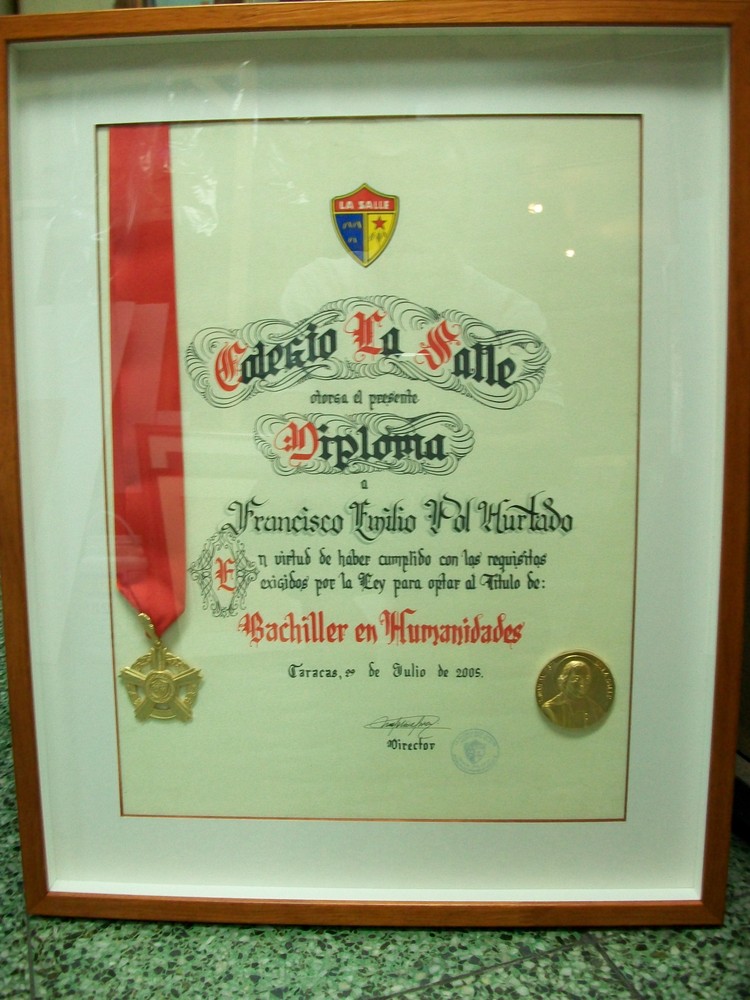 LA SALLE
Colegio La Salle
otorga el presente
Diploma
a
Francisco Emilio Pol Hurtado
En virtud de haber cumplido con los requisitos
exigidos por la Ley para optar al Título de:
Bachiller en Humanidades
Caracas, de Julio de 2005.
Director